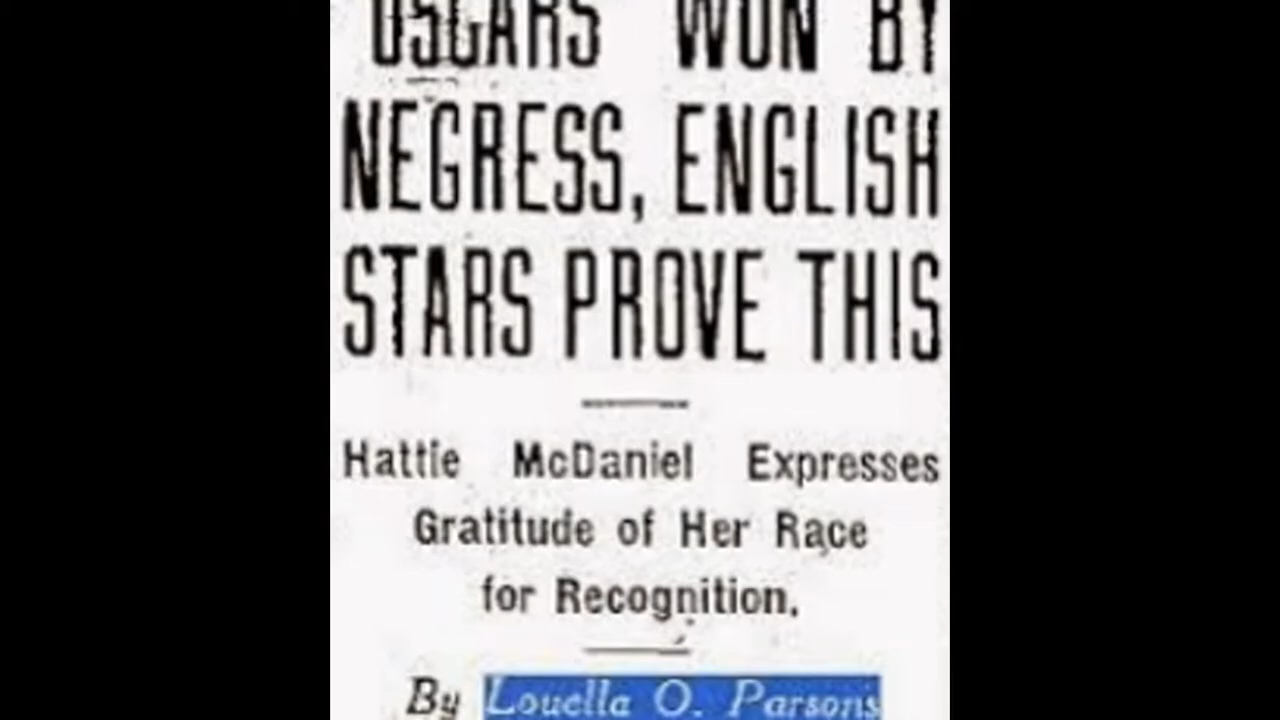 "OSCARS" WON BY
NEGRESS, ENGLISH
STARS PROVE THIS
Hattie McDaniel Expresses
Gratitude of Her Race
for Recognition.
By Louella O. Parsons